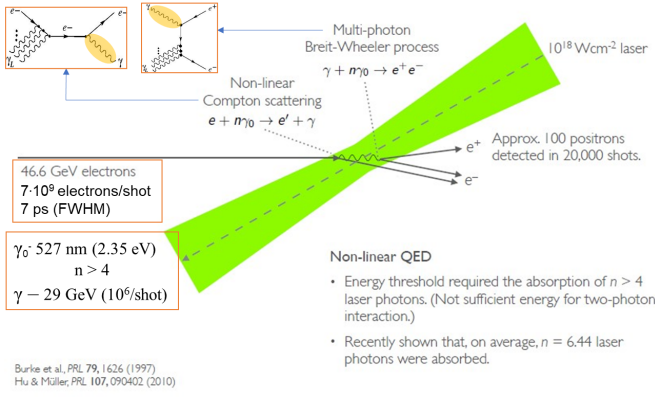 e−
e−
e−
γ
γL
γ
e+
γL
e−
Multi-photon
Breit-Wheeler process
γ + nγ0 → e⁺e⁻
10¹⁸ Wcm⁻² laser
Non-linear
Compton scattering
e + nγ0 → e′ + γ
e⁺
Approx. 100 positrons
detected in 20,000 shots.
e⁻
46.6 GeV electrons
7·10⁹ electrons/shot
7 ps (FWHM)
γ0- 527 nm (2.35 eV)
n > 4
γ – 29 GeV (10⁶/shot)
Non-linear QED
• Energy threshold required the absorption of n > 4
laser photons. (Not sufficient energy for two-photon
interaction.)
• Recently shown that, on average, n = 6.44 laser
photons were absorbed.
Burke et al., PRL 79, 1626 (1997)
Hu & Müller, PRL 107, 090402 (2010)